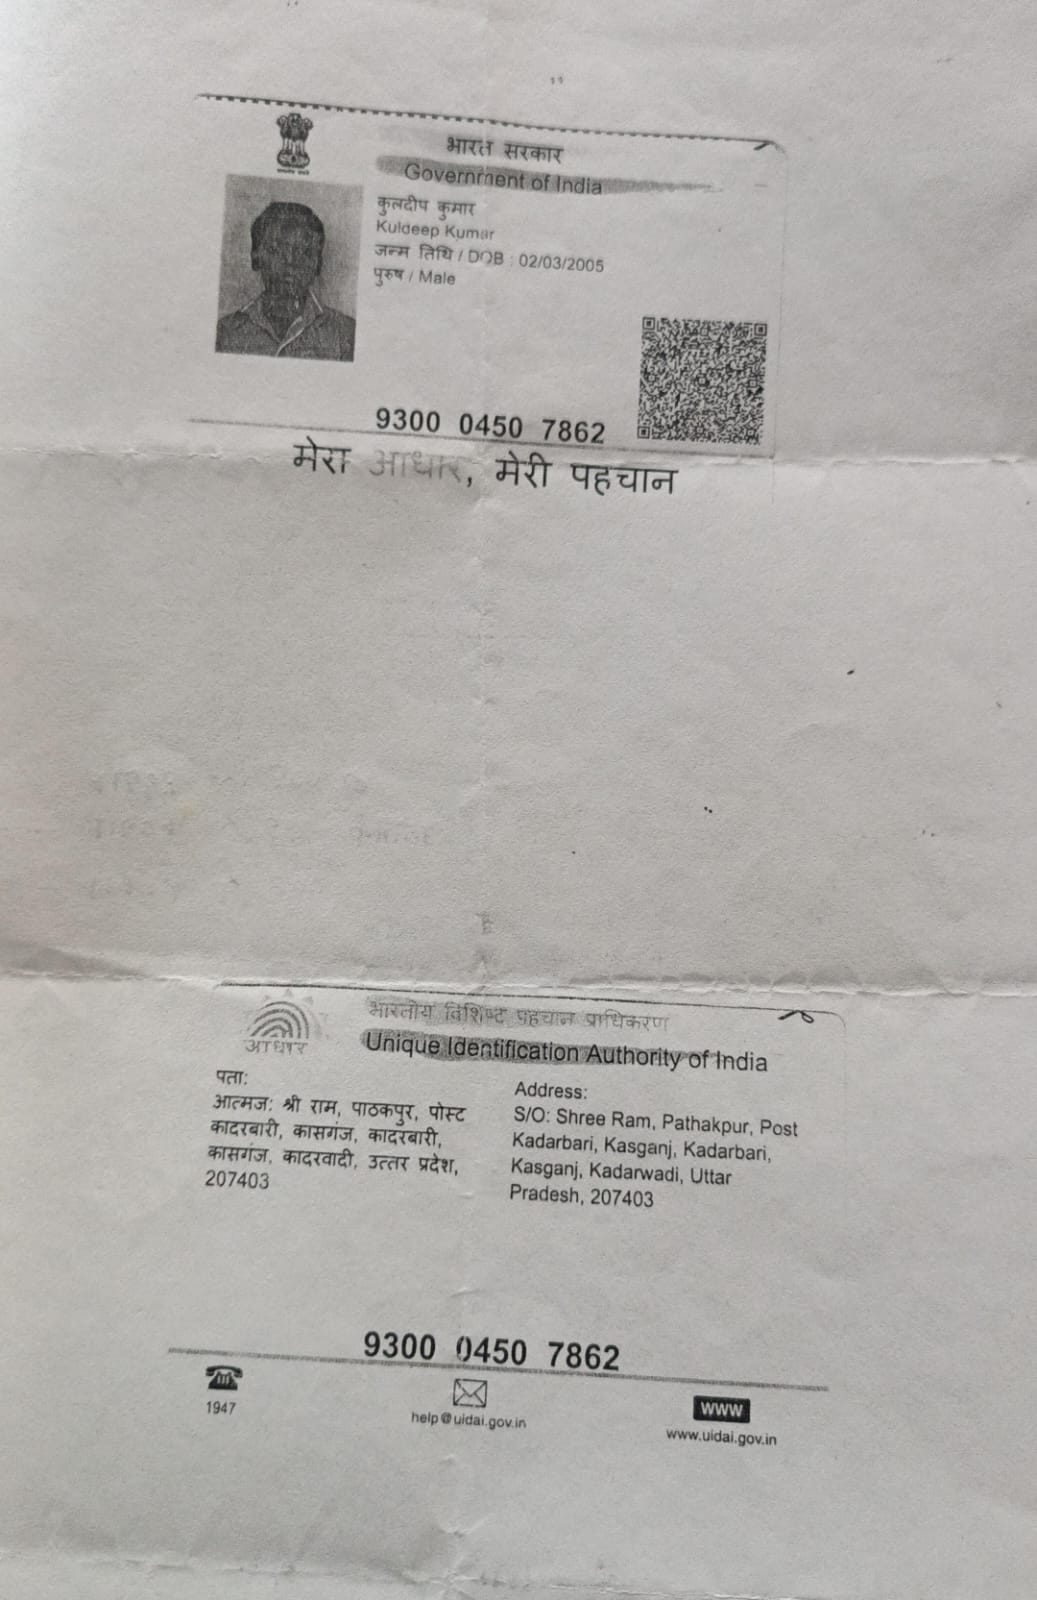 भारत सरकार
Government of India
कुलदीप कुमार
Kuldeep Kumar
जन्म तिथि / DOB : 02/03/2005
पुरुष / Male
9300 0450 7862
मेरा आधार, मेरी पहचान
भारतीय विशिष्ट पहचान प्राधिकरण
आधार
Unique Identification Authority of India
पता:
आत्मज: श्री राम, पाठकपुर, पोस्ट
कादरबारी, कासगंज, कादरबारी,
कासगंज, कादरवादी, उत्तर प्रदेश,
207403
Address:
S/O: Shree Ram, Pathakpur, Post
Kadarbari, Kasganj, Kadarbari,
Kasganj, Kadarwadi, Uttar
Pradesh, 207403
9300 0450 7862
1947
help@uidai.gov.in
www
www.uidai.gov.in